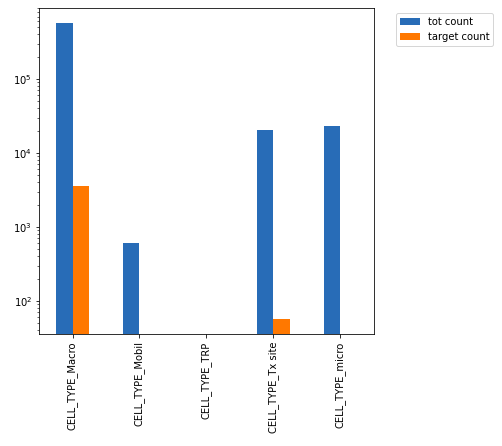 tot count
target count
10^5
10^4
10^3
10^2
CELL_TYPE_Macro
CELL_TYPE_Mobil
CELL_TYPE_TRP
CELL_TYPE_Tx site
CELL_TYPE_micro